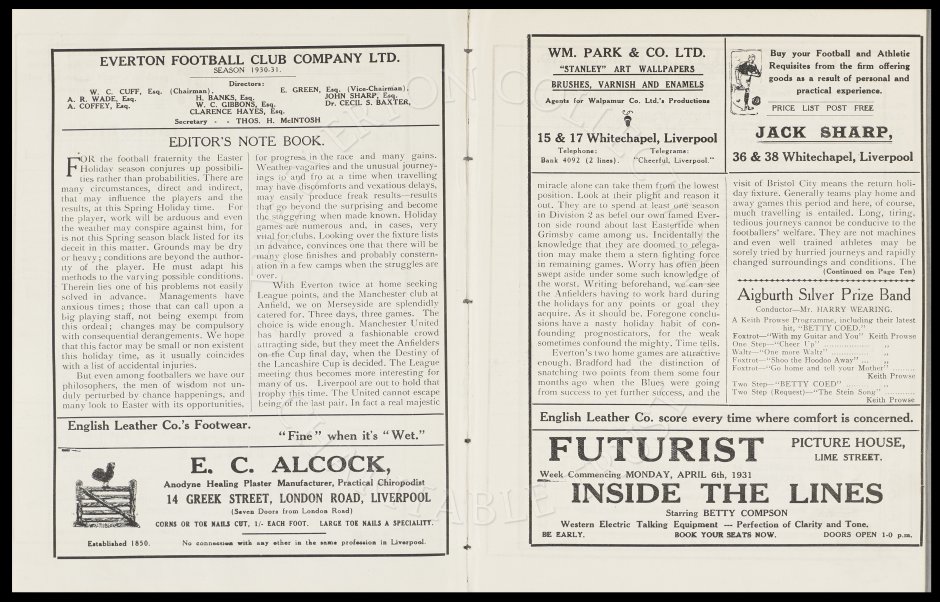 EVERTON FOOTBALL CLUB COMPANY LTD.
SEASON 1930-31.
Directors:
W. C. CUFF, Esq. (Chairman). E. GREEN, Esq. (Vice-Chairman),
A. R. WADE, Esq. H. BANKS, Esq. JOHN SHARP, Esq.
A. COFFEY, Esq. W. C. GIBBONS, Esq. Dr. CECIL S. BAXTER,
CLARENCE HAYES, Esq.
Secretary - - THOS. H. McINTOSH
EDITOR'S NOTE BOOK.
FOR the football fraternity the Easter
Holiday season conjures up possibili-
ties rather than probabilities. There are
many circumstances, direct and indirect,
that may influence the players and the
results, at this Spring Holiday time. For
the player, work will be arduous and even
the weather may conspire against him, for
is not this Spring season black listed for its
deceit in this matter. Grounds may be dry
or heavy; conditions are beyond the author-
ity of the player. He must adapt his
methods to the varying possible conditions.
Therein lies one of his problems not easily
solved in advance. Managements have
anxious times; those that can call upon a
big playing staff, not being exempt from
this ordeal; changes may be compulsory
with consequential derangements. We hope
that this factor may be small or non existent
this holiday time, as it usually coincides
with a list of accidental injuries.
But even among footballers we have our
philosophers, the men of wisdom not un-
duly perturbed by chance happenings, and
many look to Easter with its opportunities,
for progress in the race and many gains.
Weather vagaries and the unusual journey-
ings to and fro at a time when travelling
may have discomforts and vexatious delays,
may easily produce freak results—results
that go beyond the surprising and become
the staggering when made known. Holiday
games are numerous and, in cases, very
vital for clubs. Looking over the fixture lists
in advance, convinces one that there will be
many close finishes and probably constern-
ation in a few camps when the struggles are
over.
With Everton twice at home seeking
League points, and the Manchester club at
Anfield, we on Merseyside are splendidly
catered for. Three days, three games. The
choice is wide enough. Manchester United
has hardly proved a fashionable crowd
attracting side, but they meet the Anfielders
on the Cup final day, when the Destiny of
the Lancashire Cup is decided. The League
meeting thus becomes more interesting for
many of us. Liverpool are out to hold that
trophy this time. The United cannot escape
being of the last pair. In fact a real majestic
English Leather Co.'s Footwear.
"Fine" when it's "Wet."
E. C. ALCOCK,
Anodyne Healing Plaster Manufacturer, Practical Chiropodist
14 GREEK STREET, LONDON ROAD, LIVERPOOL
(Seven Doors from London Road)
CORNS OR TOE NAILS CUT, 1/- EACH FOOT. LARGE TOE NAILS A SPECIALITY.
Established 1850. No connection with any other in the same profession in Liverpool.
WM. PARK & CO. LTD.
"STANLEY" ART WALLPAPERS
BRUSHES, VARNISH AND ENAMELS
Agents for Walpamur Co. Ltd.'s Productions
15 & 17 Whitechapel, Liverpool
Telephone: Telegrams:
Bank 4092 (2 lines). "Cheerful, Liverpool."
Buy your Football and Athletic
Requisites from the firm offering
goods as a result of personal and
practical experience.
PRICE LIST POST FREE
JACK SHARP,
36 & 38 Whitechapel, Liverpool
miracle alone can take them from the lowest
position. Look at their plight and reason it
out. They are to spend at least one season
in Division 2 as befel our own famed Ever-
ton side round about last Eastertide when
Grimsby came among us. Incidentally the
knowledge that they are doomed to relega-
tion may make them a stern fighting force
in remaining games. Worry has often been
swept aside under some such knowledge of
the worst. Writing beforehand, we can see
the Anfielders having to work hard during
the holidays for any points or goal they
acquire. As it should be. Foregone conclu-
sions have a nasty holiday habit of con-
founding prognosticators, for the weak
sometimes confound the mighty. Time tells.
Everton's two home games are attractive
enough. Bradford had the distinction of
snatching two points from them some four
months ago when the Blues were going
from success to yet further success, and the
visit of Bristol City means the return holi-
day fixture. Generally teams play home and
away games this period and here, of course,
much travelling is entailed. Long, tiring,
tedious journeys cannot be conducive to the
footballers' welfare. They are not machines
and even well trained athletes may be
sorely tried by hurried journeys and rapidly
changed surroundings and conditions. The
(Continued on Page Ten)
Aigburth Silver Prize Band
Conductor—Mr. HARRY WEARING.
A Keith Prowse Programme, including their latest
hit, "BETTY COED."
Foxtrot—"With my Guitar and You" Keith Prowse
One Step—"Cheer Up" ,,
Waltz—"One more Waltz" ,,
Foxtrot—"Shoo the Hoodoo Away" ... ,,
Foxtrot—"Go home and tell your Mother"
Keith Prowse
Two Step—"BETTY COED" ,,
Two Step (Request)—"The Stein Song"
Keith Prowse
English Leather Co. score every time where comfort is concerned.
FUTURIST PICTURE HOUSE,
LIME STREET.
Week Commencing MONDAY, APRIL 6th, 1931
INSIDE THE LINES
Starring BETTY COMPSON
Western Electric Talking Equipment --- Perfection of Clarity and Tone.
BE EARLY. BOOK YOUR SEATS NOW. DOORS OPEN 1-0 p.m.